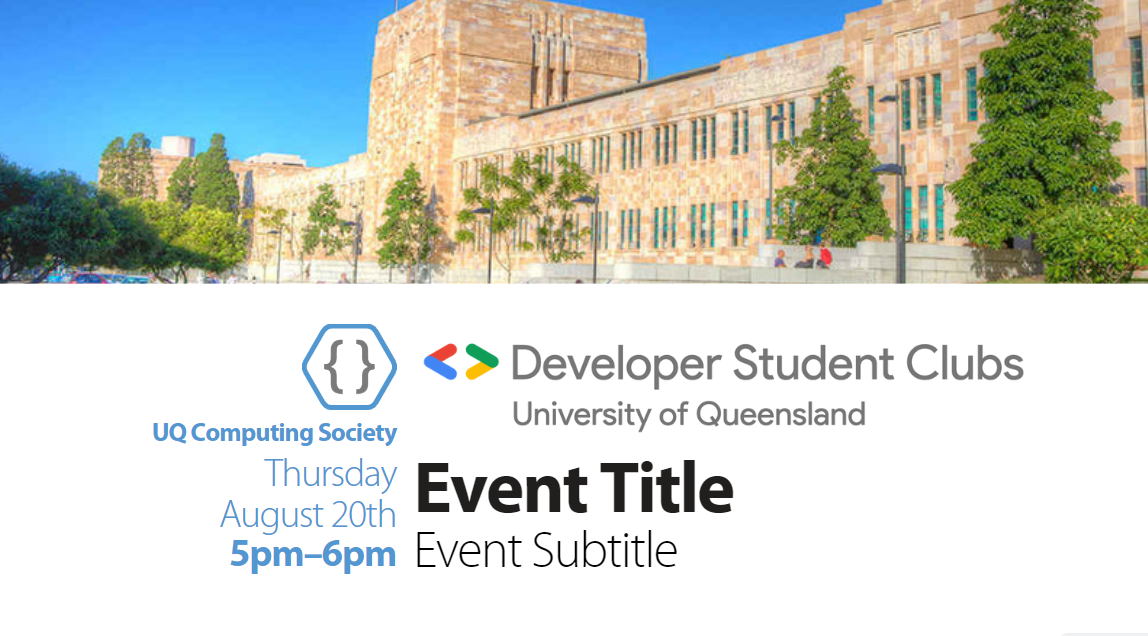 { }
UQ Computing Society
Developer Student Clubs
University of Queensland
Thursday
August 20th
5pm–6pm
Event Title
Event Subtitle